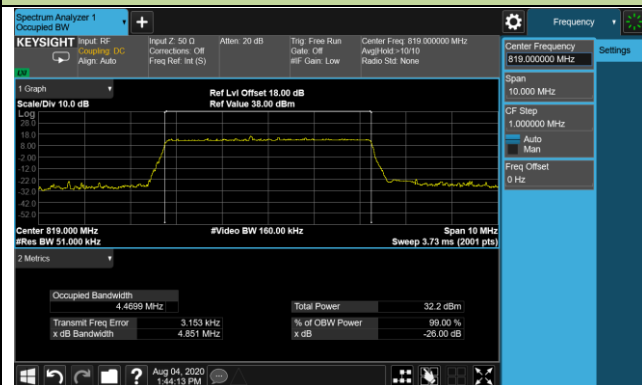 Spectrum Analyzer 1
Occupied BW
Frequency
KEYSIGHT
Input: RF
Coupling: DC
Align: Auto
Input Z: 50 Ω
Corrections: Off
Freq Ref: Int (S)
Atten: 20 dB
Trig: Free Run
Gate: Off
#IF Gain: Low
Center Freq: 819.000000 MHz
Avg|Hold:>10/10
Radio Std: None
Center Frequency
819.000000 MHz
Settings
Span
10.000 MHz
CF Step
1.000000 MHz
Auto
Man
Freq Offset
0 Hz
1 Graph
Scale/Div 10.0 dB
Ref Lvl Offset 18.00 dB
Ref Value 38.00 dBm
Log
28.0
18.0
8.00
-2.00
-12.0
-22.0
-32.0
-42.0
-52.0
Center 819.000 MHz
#Res BW 51.000 kHz
#Video BW 160.00 kHz
Span 10 MHz
Sweep 3.73 ms (2001 pts)
2 Metrics
Occupied Bandwidth
4.4699 MHz
Total Power 32.2 dBm
Transmit Freq Error 3.153 kHz
% of OBW Power 99.00 %
x dB Bandwidth 4.851 MHz
x dB -26.00 dB
Aug 04, 2020
1:44:13 PM